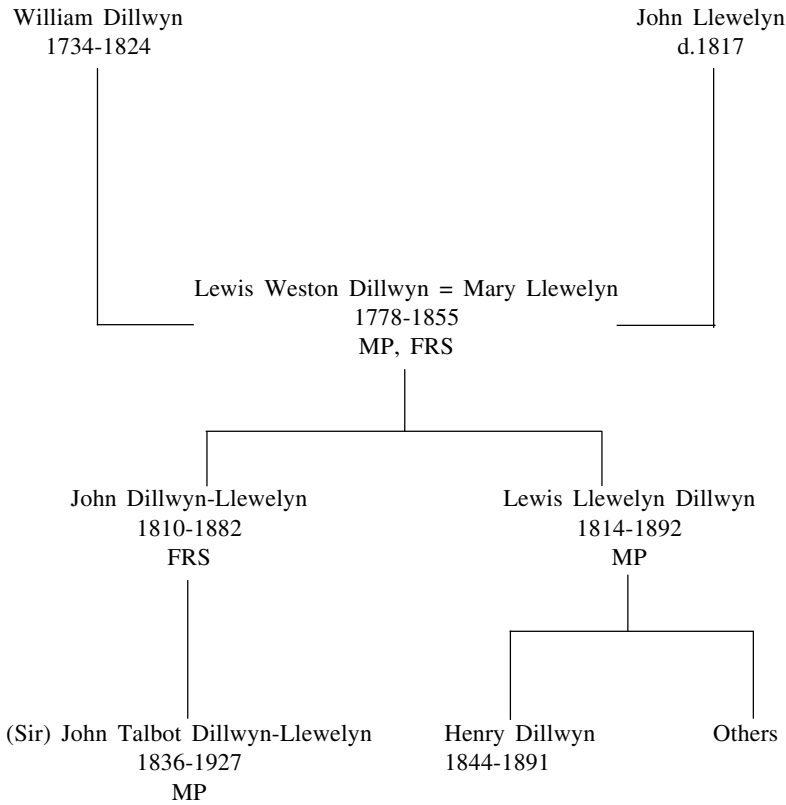 William Dillwyn
1734-1824
John Llewelyn
d.1817
Lewis Weston Dillwyn = Mary Llewelyn
1778-1855
MP, FRS
John Dillwyn-Llewelyn
1810-1882
FRS
Lewis Llewelyn Dillwyn
1814-1892
MP
(Sir) John Talbot Dillwyn-Llewelyn
1836-1927
MP
Henry Dillwyn
1844-1891
Others